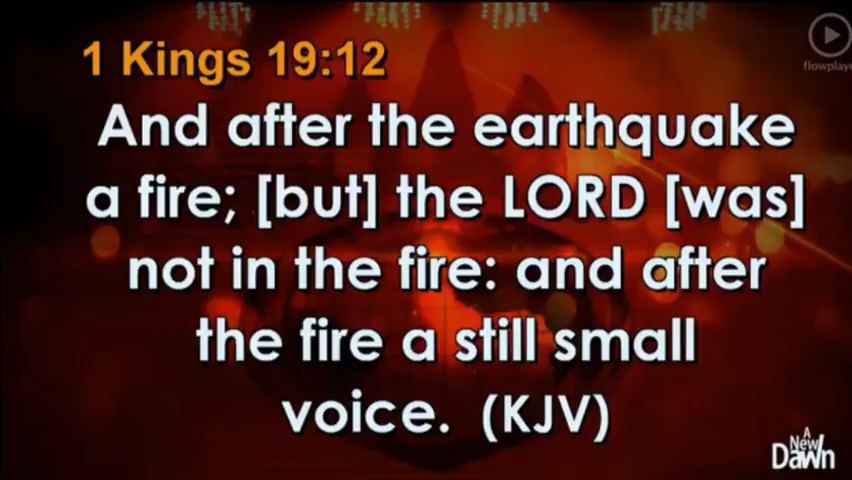 1 Kings 19:12
And after the earthquake
a fire; [but] the LORD [was]
not in the fire: and after
the fire a still small
voice. (KJV)
flowplaye
A
New
Dawn